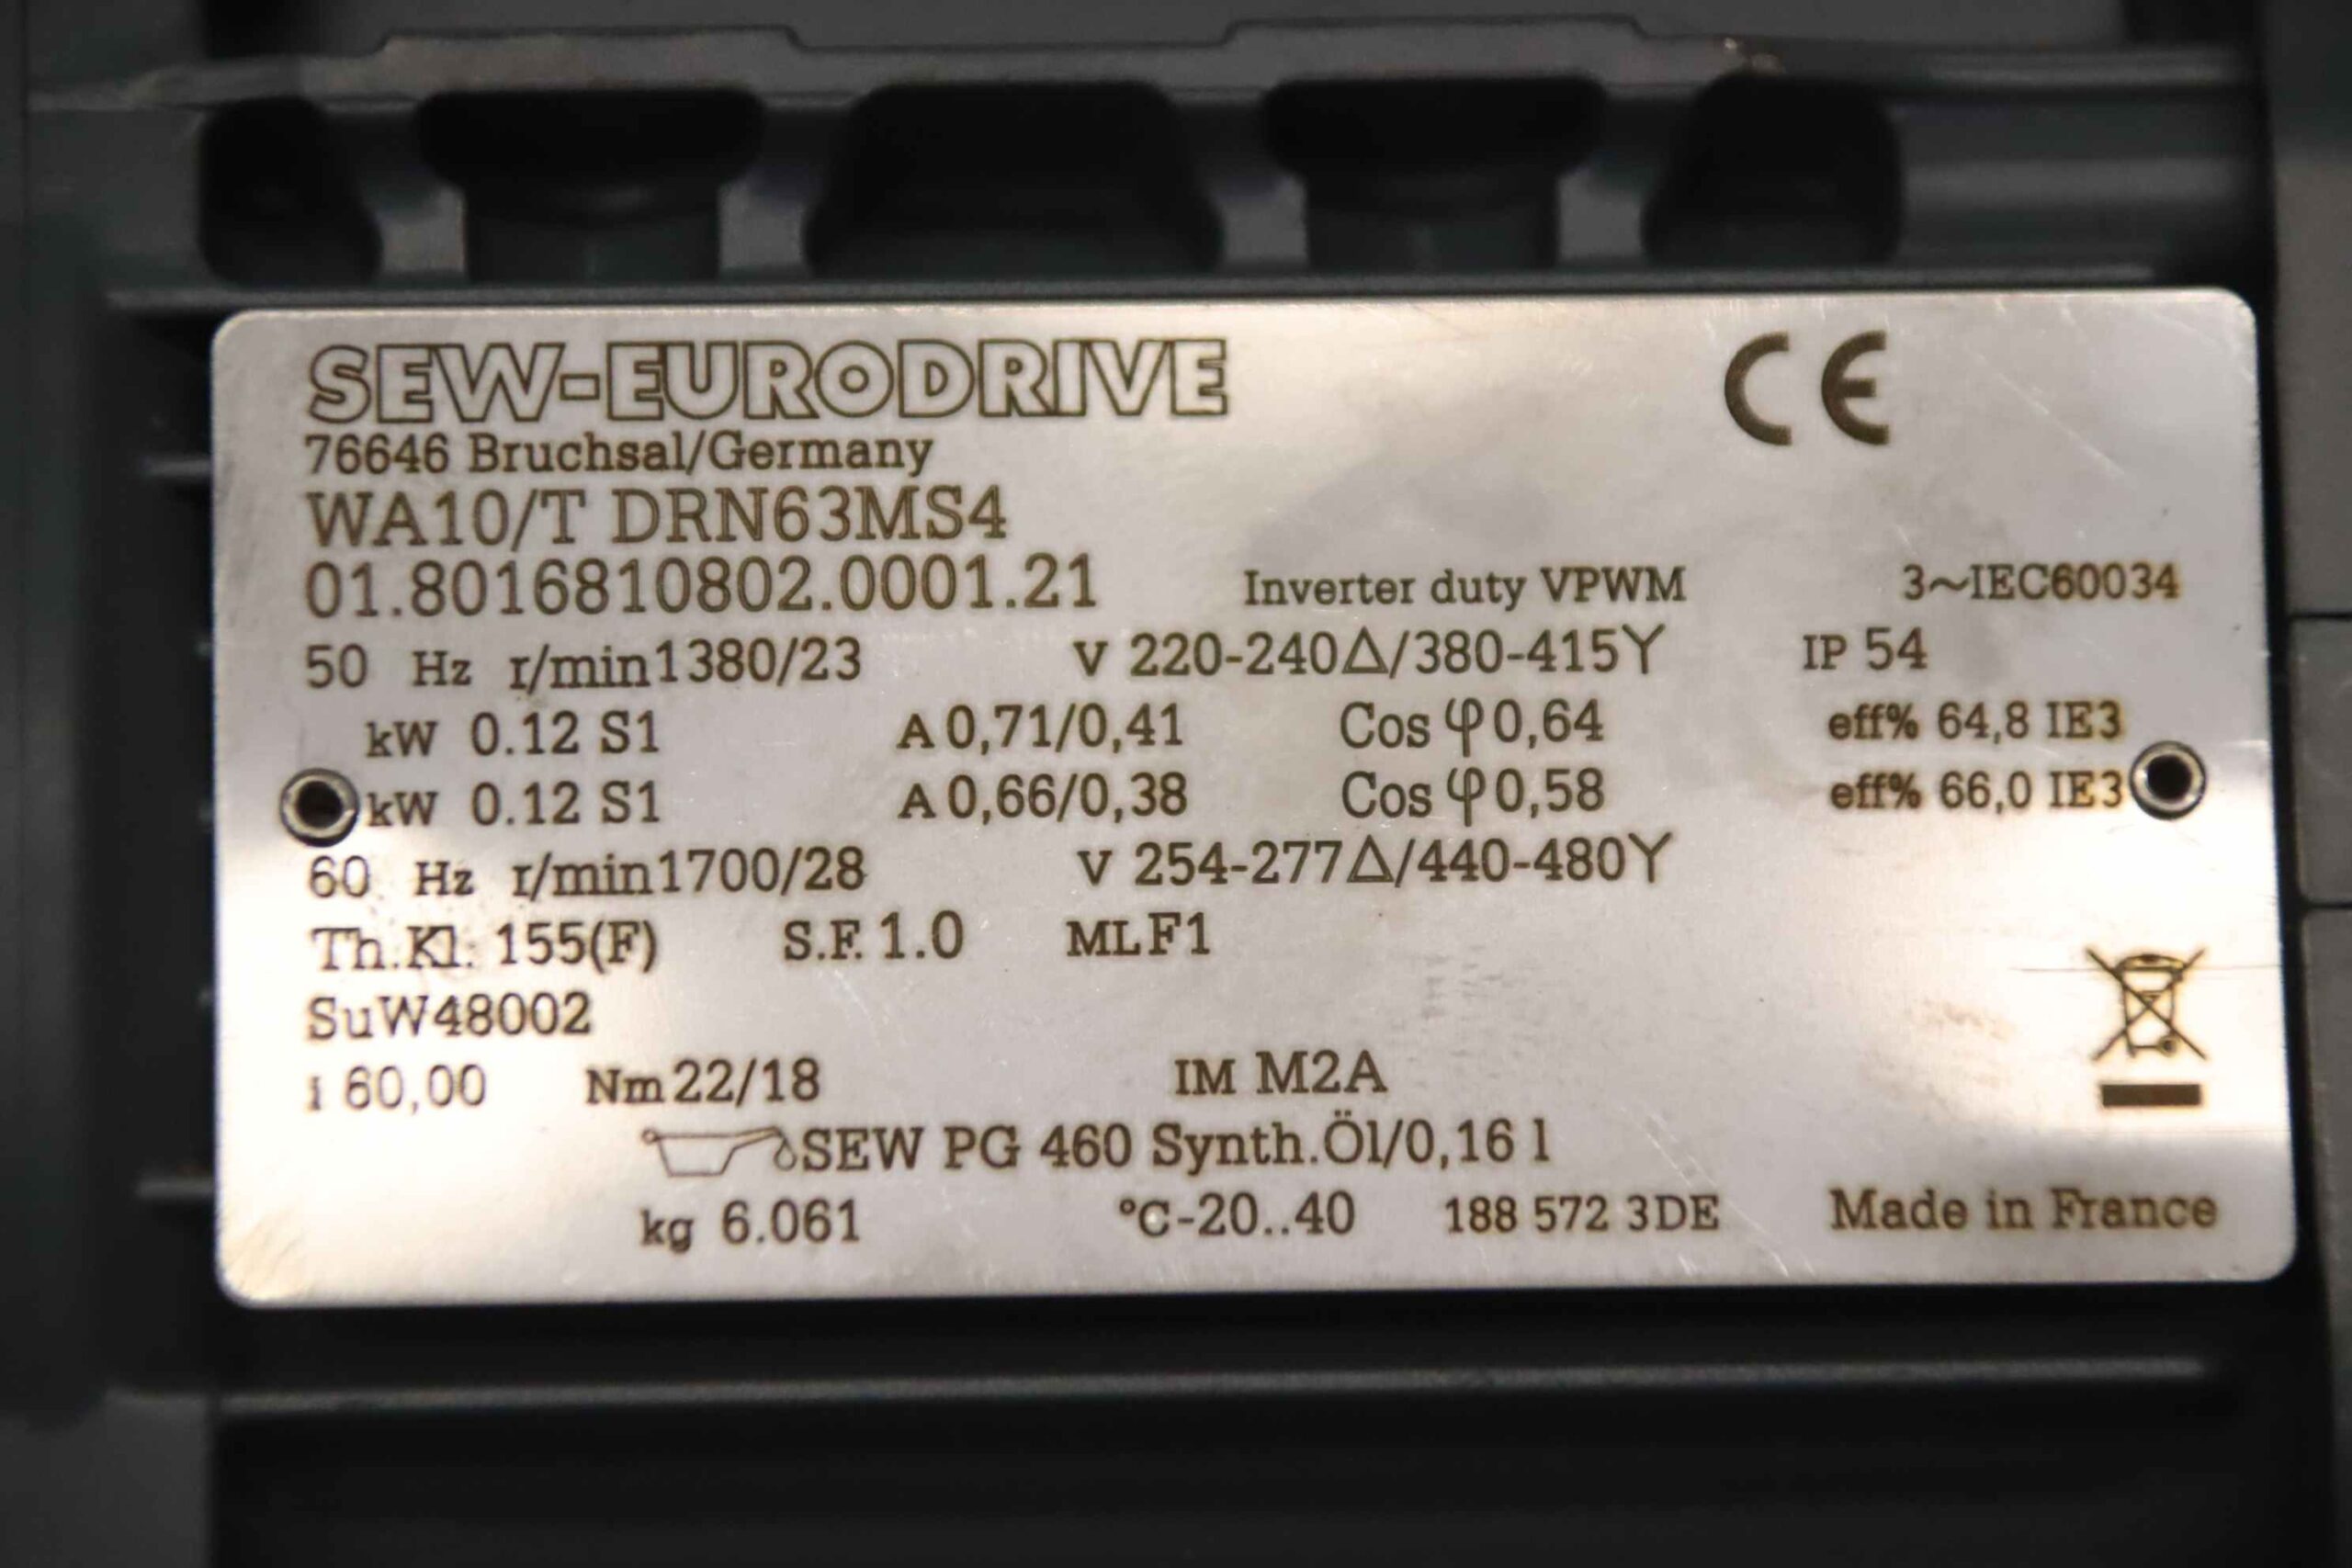 SEW-EURODRIVE CE
76646 Bruchsal/Germany
WA10/T DRN63MS4
01.8016810802.0001.21 Inverter duty VPWM 3~IEC60034
50 Hz r/min1380/23 V 220-240Δ/380-415Y IP 54
kW 0.12 S1 A 0,71/0,41 Cos φ 0,64 eff% 64,8 IE3
kW 0.12 S1 A 0,66/0,38 Cos φ 0,58 eff% 66,0 IE3
60 Hz r/min1700/28 V 254-277Δ/440-480Y
Th.Kl. 155(F) S.F. 1.0 ML F1
SuW48002
i 60,00 Nm 22/18 IM M2A
SEW PG 460 Synth.Öl/0,16 l
kg 6.061 °C -20..40 188 572 3DE Made in France